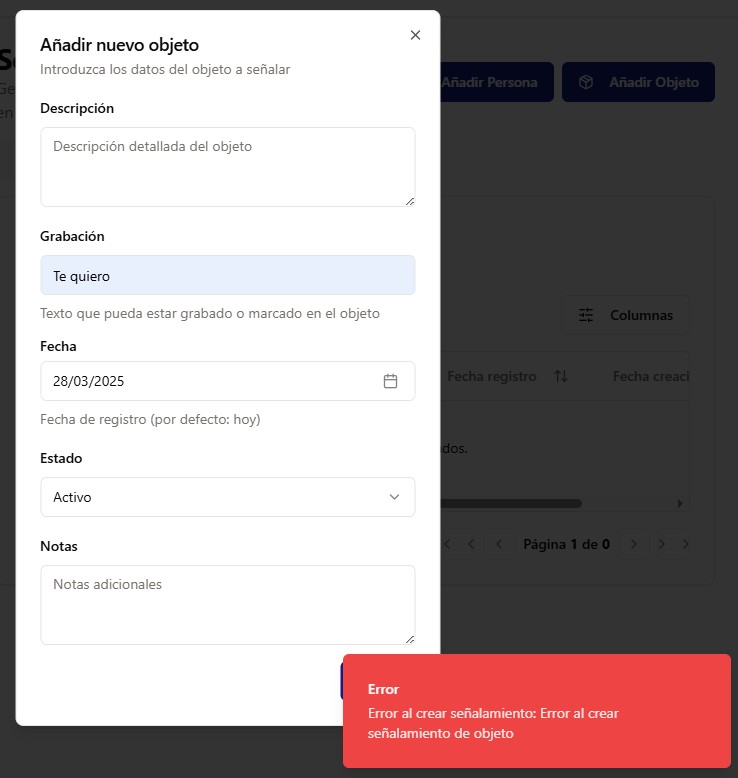 Añadir nuevo objeto
Introduzca los datos del objeto a señalar
Añadir Persona
Añadir Objeto
Descripción
Descripción detallada del objeto
Grabación
Te quiero
Texto que pueda estar grabado o marcado en el objeto
Columnas
Fecha
28/03/2025
Fecha registro
Fecha creaci
Fecha de registro (por defecto: hoy)
dos.
Estado
Activo
Página 1 de 0
Notas
Notas adicionales
Error
Error al crear señalamiento: Error al crear
señalamiento de objeto